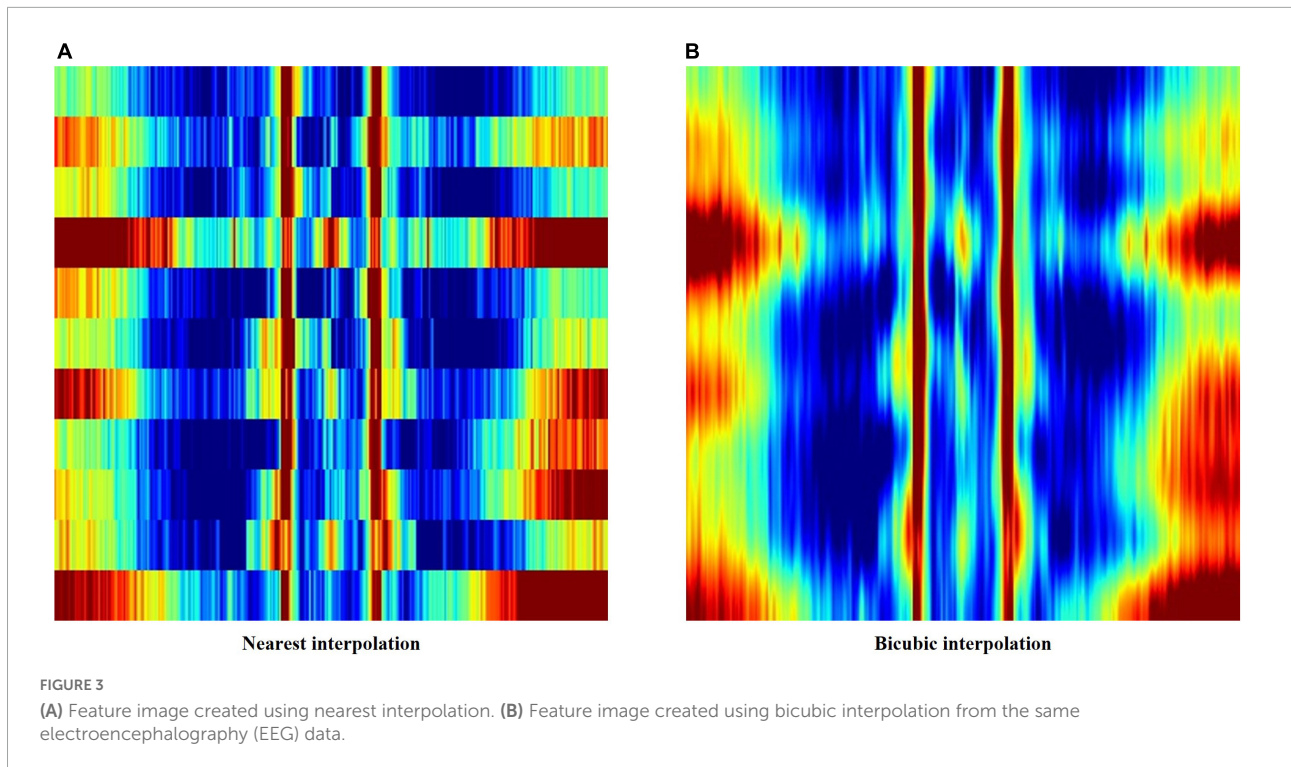 A
B
Nearest interpolation
Bicubic interpolation
FIGURE 3
(A) Feature image created using nearest interpolation. (B) Feature image created using bicubic interpolation from the same
electroencephalography (EEG) data.